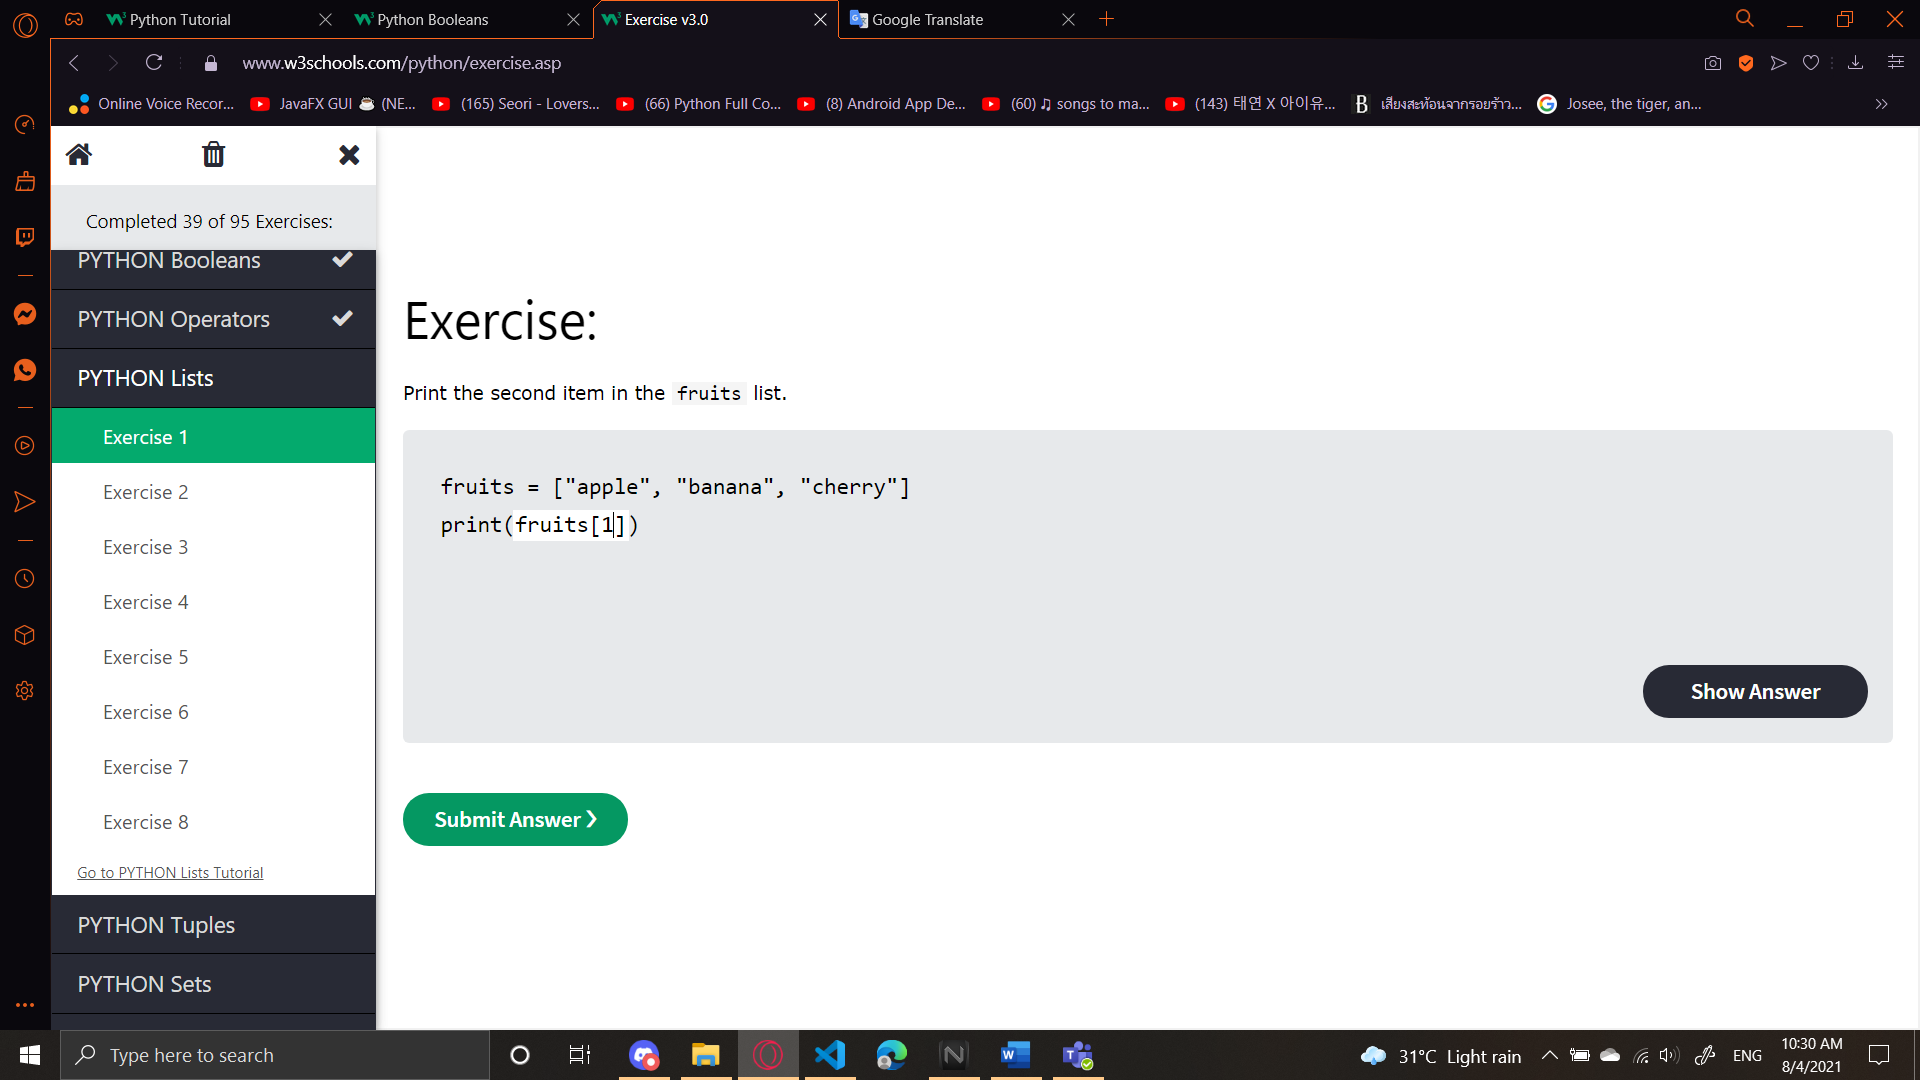 Python Tutorial
Python Booleans
Exercise v3.0
Google Translate
www.w3schools.com/python/exercise.asp
Online Voice Recor...
JavaFX GUI ☕ (NE...
(165) Seori - Lovers...
(66) Python Full Co...
(8) Android App De...
(60) ♫ songs to ma...
(143) 태연 X 아이유...
เสียงสะท้อนจากรอยร้าว...
Josee, the tiger, an...
Completed 39 of 95 Exercises:
PYTHON Booleans
PYTHON Operators
PYTHON Lists
Exercise 1
Exercise 2
Exercise 3
Exercise 4
Exercise 5
Exercise 6
Exercise 7
Exercise 8
Go to PYTHON Lists Tutorial
PYTHON Tuples
PYTHON Sets
Exercise:
Print the second item in the fruits list.
fruits = ["apple", "banana", "cherry"]
print(fruits[1])
Show Answer
Submit Answer ❯
Type here to search
31°C Light rain
ENG
10:30 AM
8/4/2021